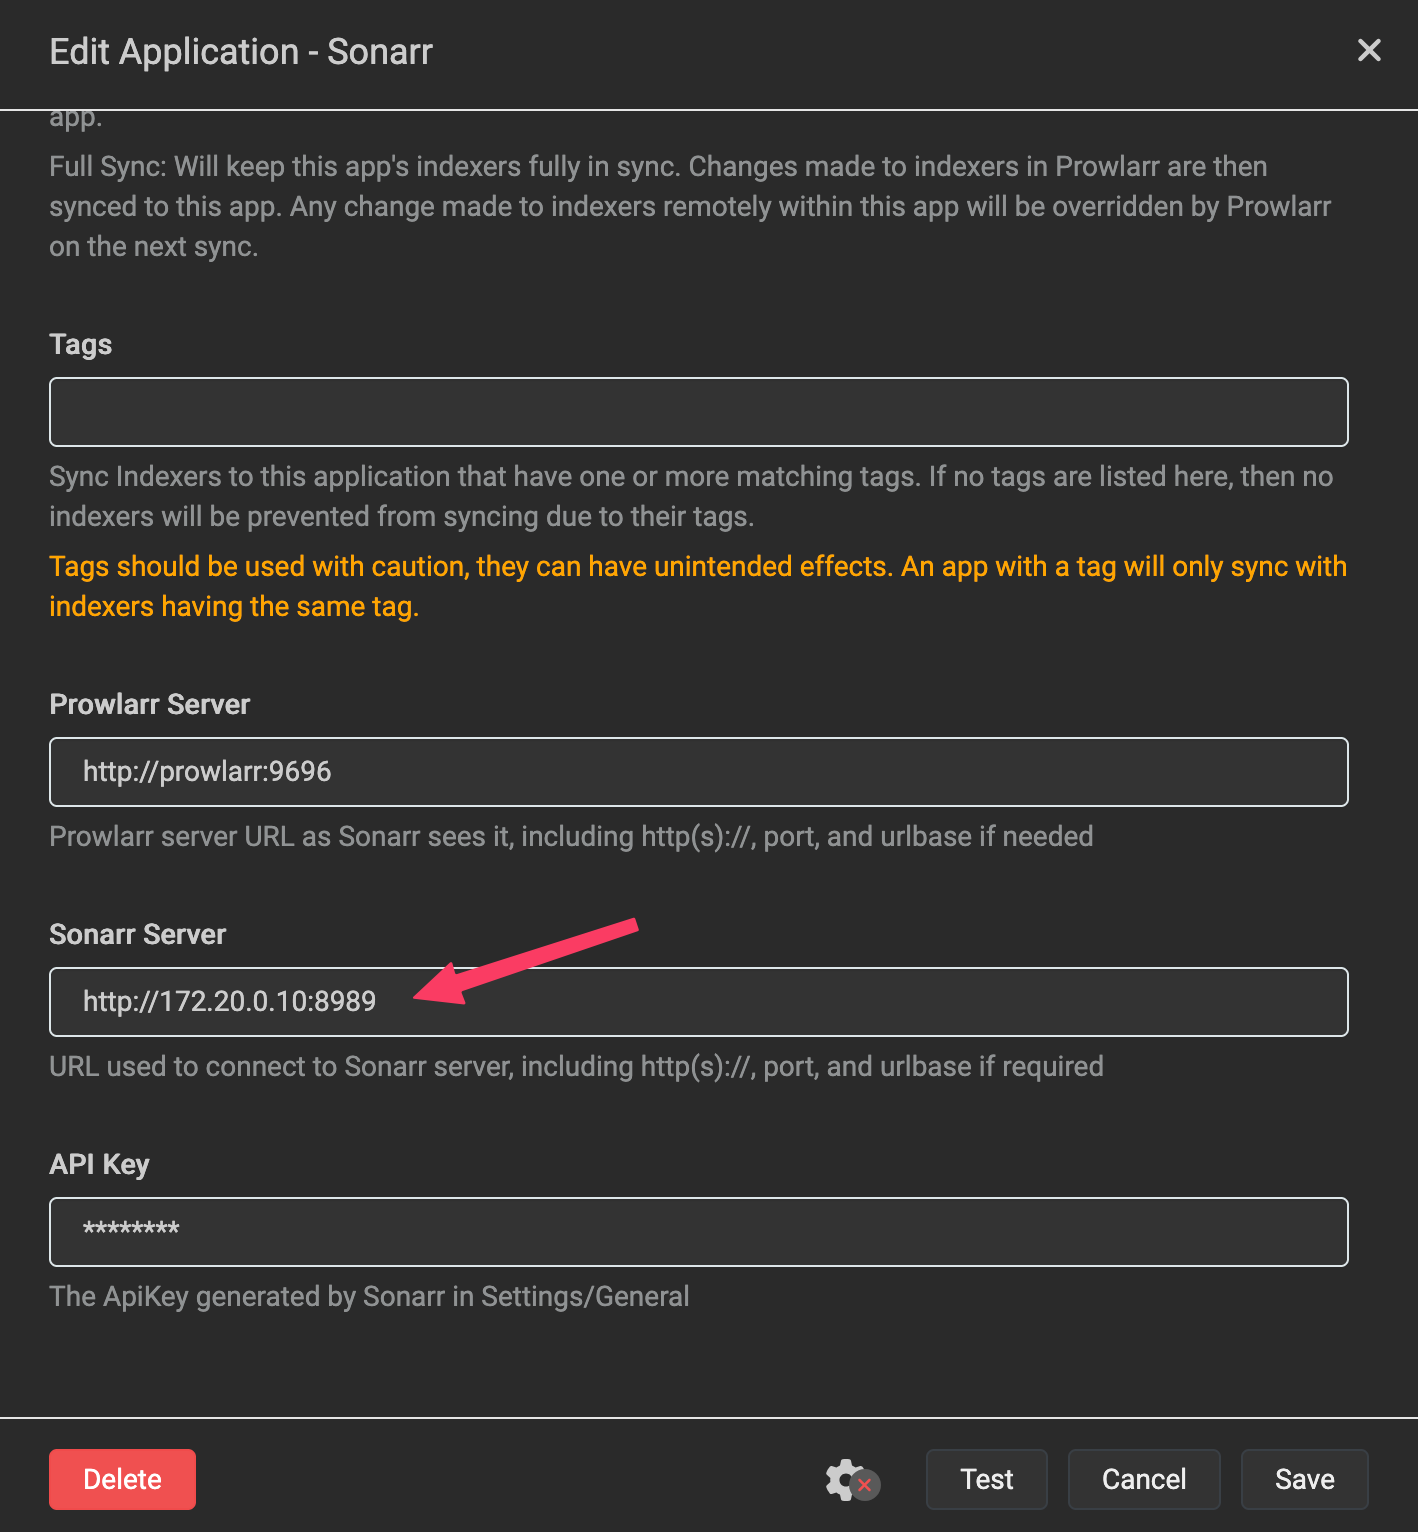 Edit Application - Sonarr
app.
Full Sync: Will keep this app's indexers fully in sync. Changes made to indexers in Prowlarr are then
synced to this app. Any change made to indexers remotely within this app will be overridden by Prowlarr
on the next sync.
Tags
Sync Indexers to this application that have one or more matching tags. If no tags are listed here, then no
indexers will be prevented from syncing due to their tags.
Tags should be used with caution, they can have unintended effects. An app with a tag will only sync with
indexers having the same tag.
Prowlarr Server
http://prowlarr:9696
Prowlarr server URL as Sonarr sees it, including http(s)://, port, and urlbase if needed
Sonarr Server
http://172.20.0.10:8989
URL used to connect to Sonarr server, including http(s)://, port, and urlbase if required
API Key
********
The ApiKey generated by Sonarr in Settings/General
Delete
Test
Cancel
Save